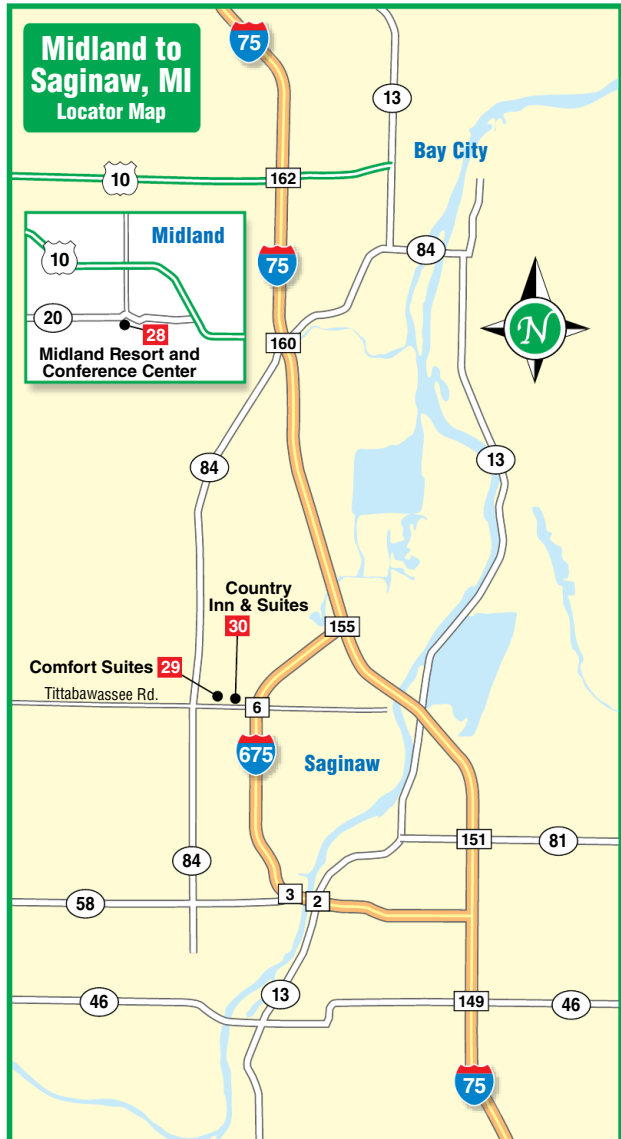 Midland to
Saginaw, MI
Locator Map
75
13
Bay City
10
162
Midland
10
20
28
Midland Resort and
Conference Center
75
84
N
160
84
13
Country
Inn & Suites
30
155
Comfort Suites 29
Tittabawassee Rd.
6
675
Saginaw
151
81
84
58
3
2
46
13
149
46
75